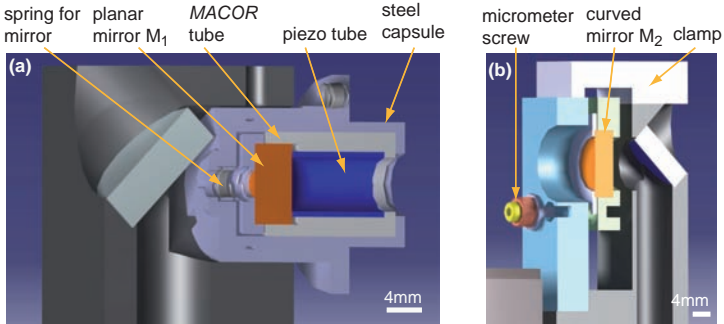 spring for
mirror
planar
mirror M₁
MACOR
tube
piezo tube
steel
capsule
micrometer
screw
curved
mirror M₂
clamp
(a)
(b)
4mm
4mm